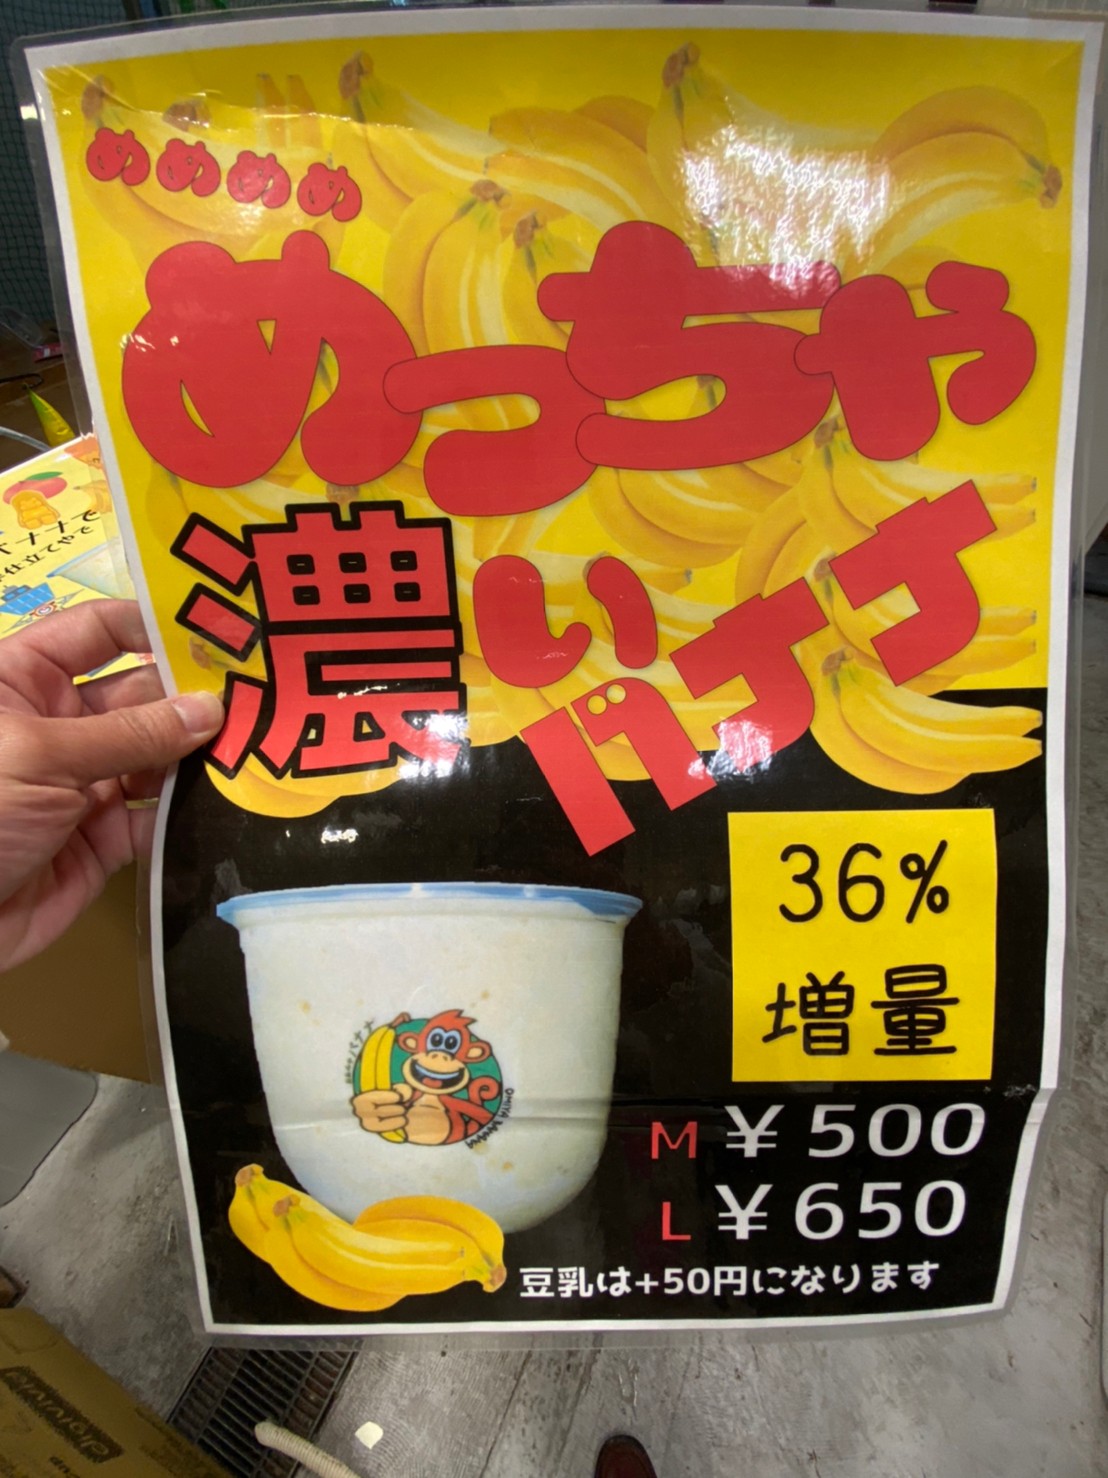 めめめめ
めっちゃ
濃い
バナナ
36%
増量
M ¥500
L ¥650
豆乳は+50円になります